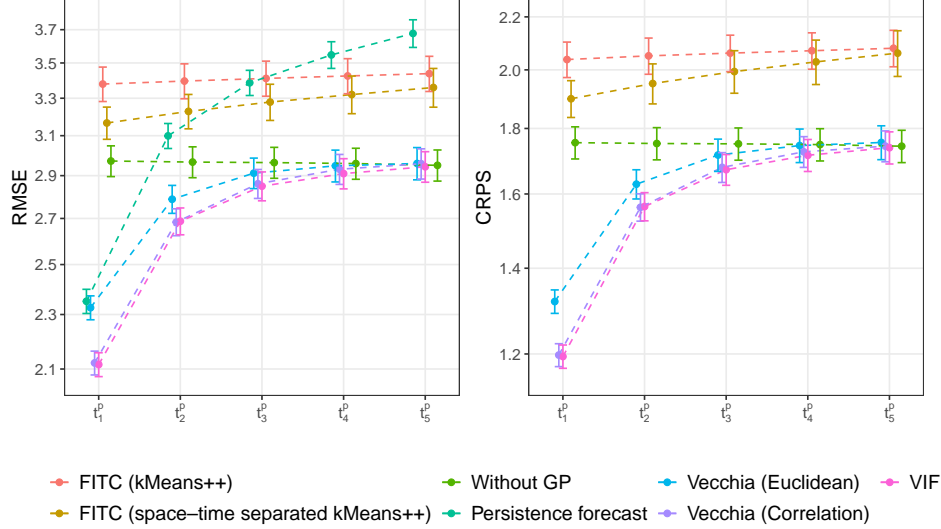 3.7
3.5
3.3
3.1
2.9
2.7
2.5
2.3
2.1
RMSE
t₁ᵖ t₂ᵖ t₃ᵖ t₄ᵖ t₅ᵖ
2.2
2.0
1.8
1.6
1.4
1.2
CRPS
t₁ᵖ t₂ᵖ t₃ᵖ t₄ᵖ t₅ᵖ
FITC (kMeans++) Without GP Vecchia (Euclidean) VIF
FITC (space–time separated kMeans++) Persistence forecast Vecchia (Correlation)